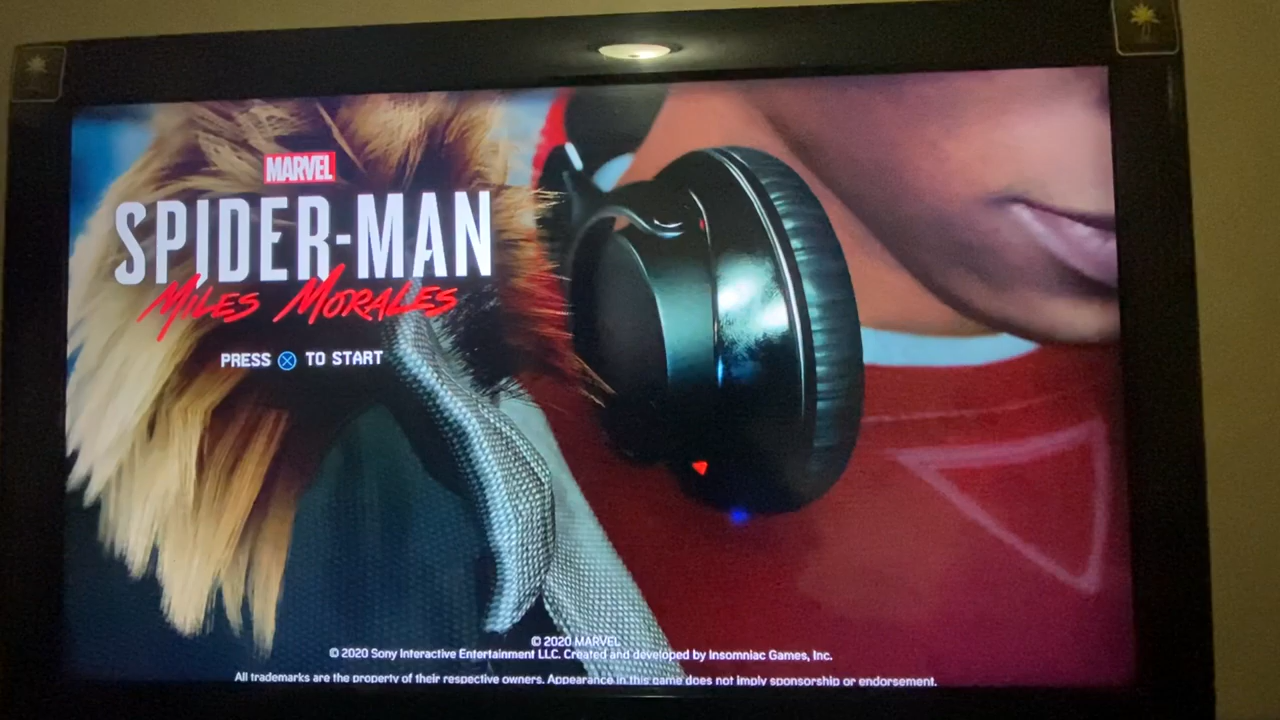 MARVEL
SPIDER-MAN
MILES MORALES
PRESS TO START
© 2020 MARVEL
© 2020 Sony Interactive Entertainment LLC. Created and developed by Insomniac Games, Inc.
All trademarks are the property of their respective owners. Appearance in this game does not imply sponsorship or endorsement.